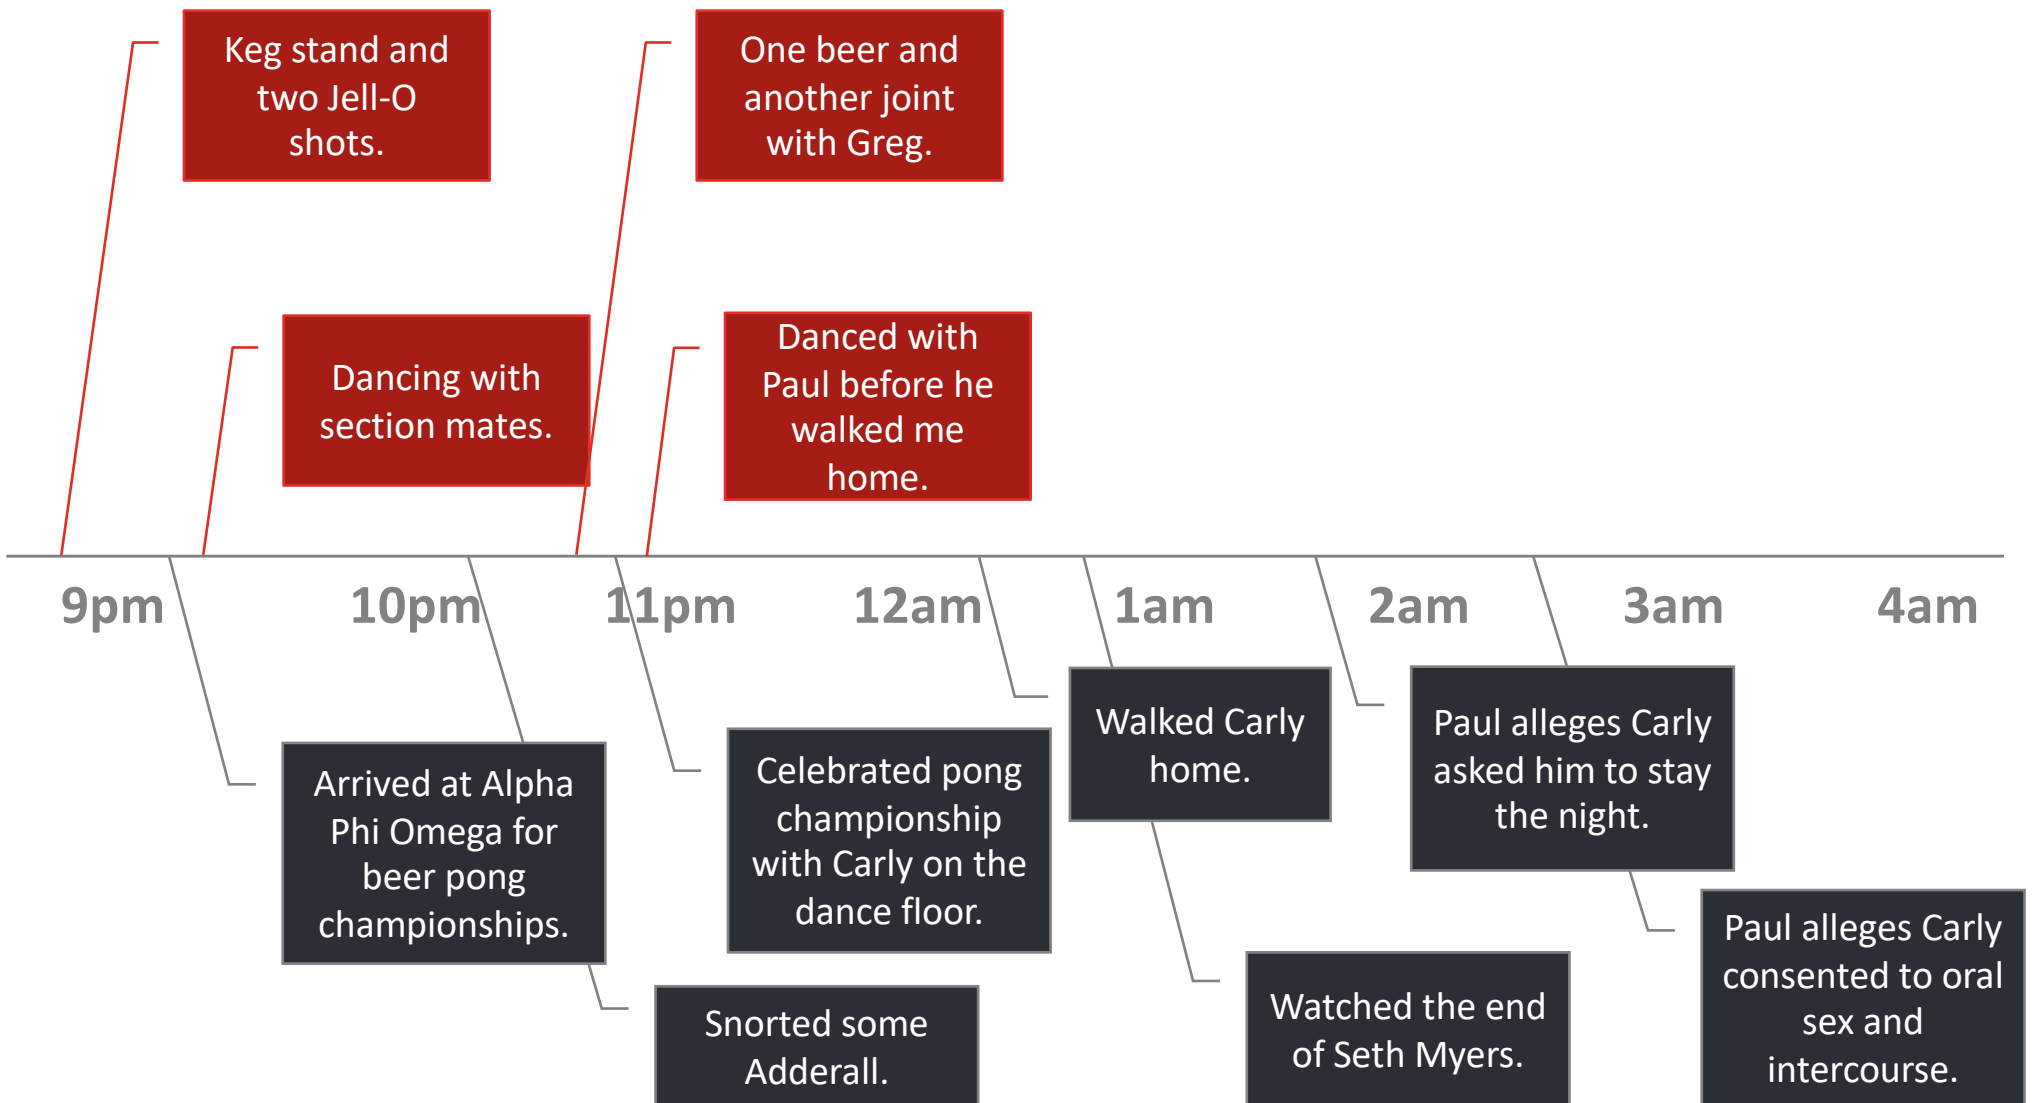 Keg stand and
two Jell-O
shots.
One beer and
another joint
with Greg.
Dancing with
section mates.
Danced with
Paul before he
walked me
home.
9pm
10pm
11pm
12am
1am
2am
3am
4am
Arrived at Alpha
Phi Omega for
beer pong
championships.
Snorted some
Adderall.
Celebrated pong
championship
with Carly on the
dance floor.
Walked Carly
home.
Watched the end
of Seth Myers.
Paul alleges Carly
asked him to stay
the night.
Paul alleges Carly
consented to oral
sex and
intercourse.